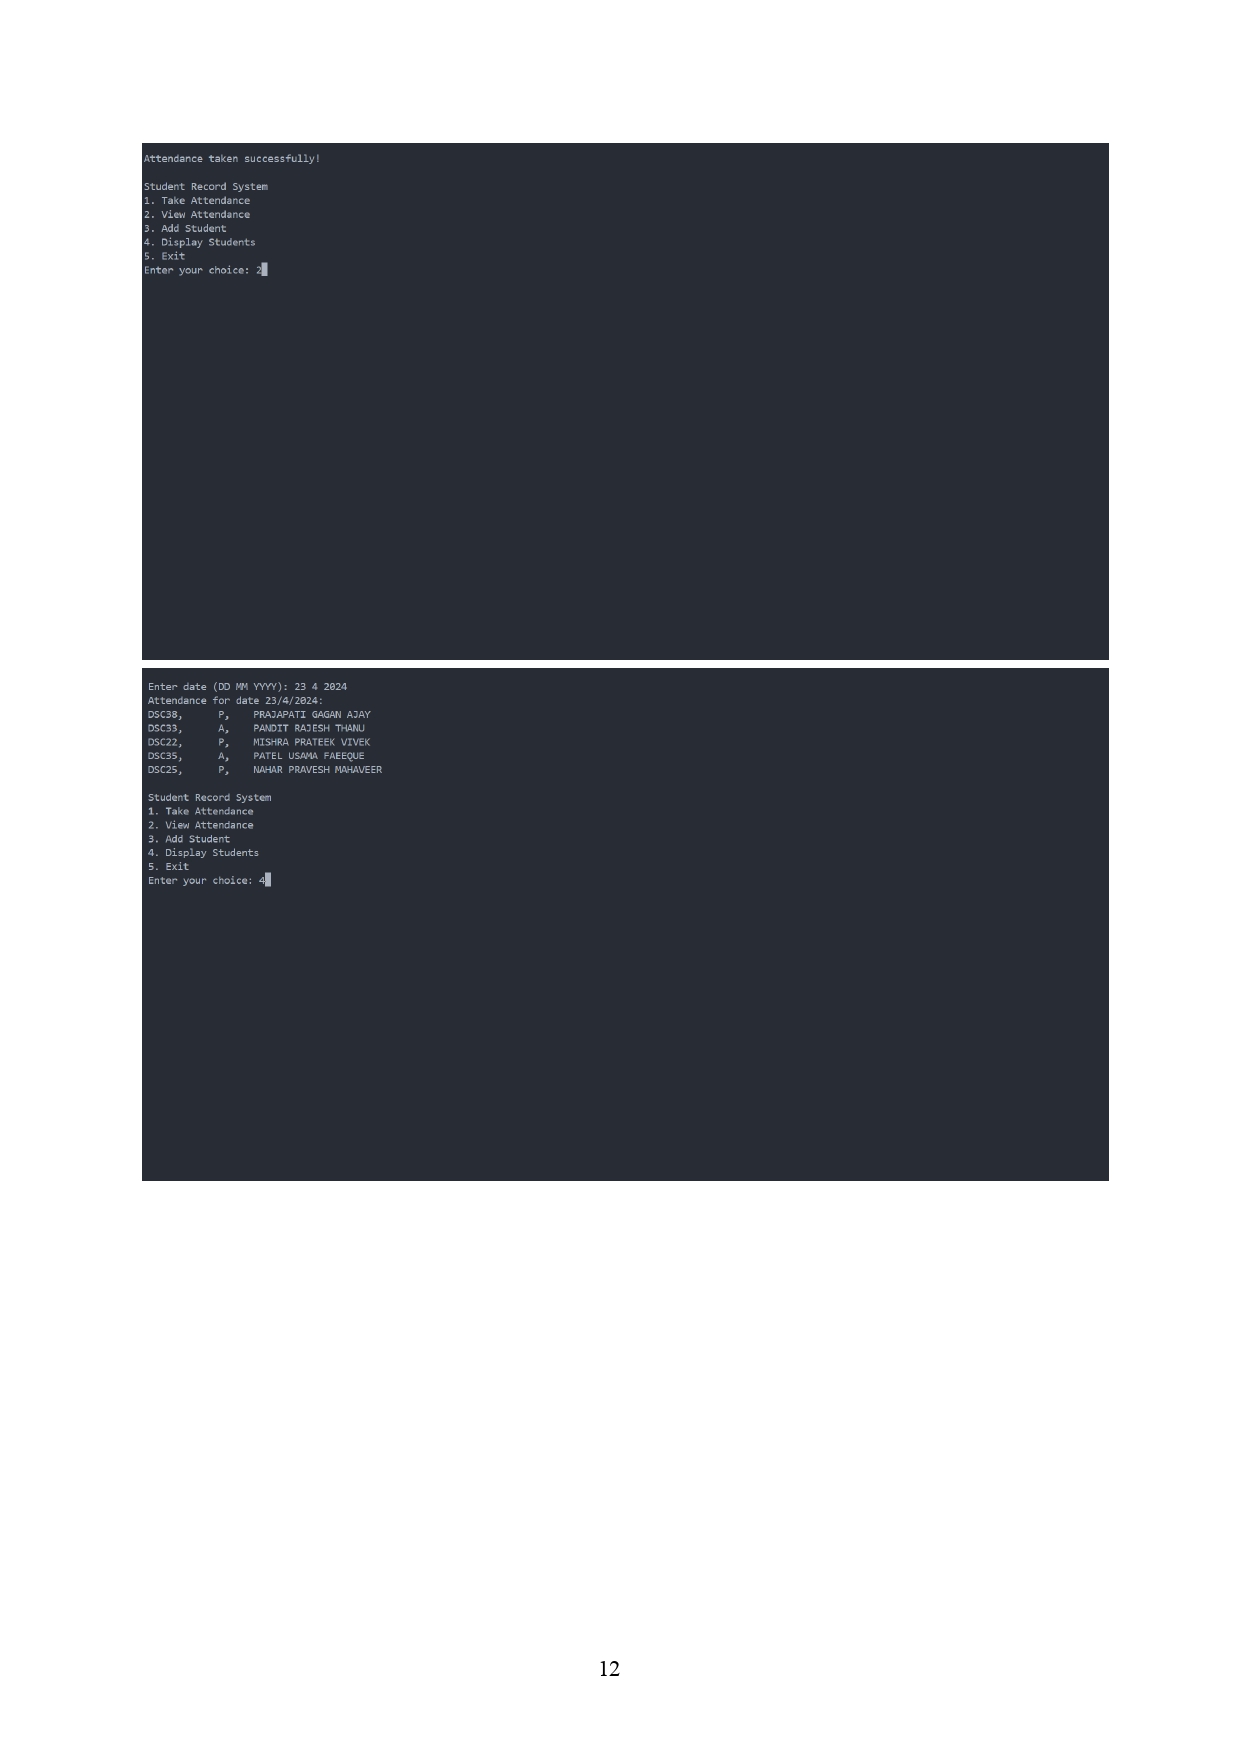 Attendance taken successfully!
Student Record System
1. Take Attendance
2. View Attendance
3. Add Student
4. Display Students
5. Exit
Enter your choice: 2
Enter date (DD MM YYYY): 23 4 2024
Attendance for date 23/4/2024:
DSC38, P, PRAJAPATI GAGAN AJAY
DSC33, A, PANDIT RAJESH THANU
DSC22, P, MISHRA PRATEEK VIVEK
DSC35, A, PATEL USAMA FAEEQUE
DSC25, P, NAHAR PRAVESH MAHAVEER
Student Record System
1. Take Attendance
2. View Attendance
3. Add Student
4. Display Students
5. Exit
Enter your choice: 4
12